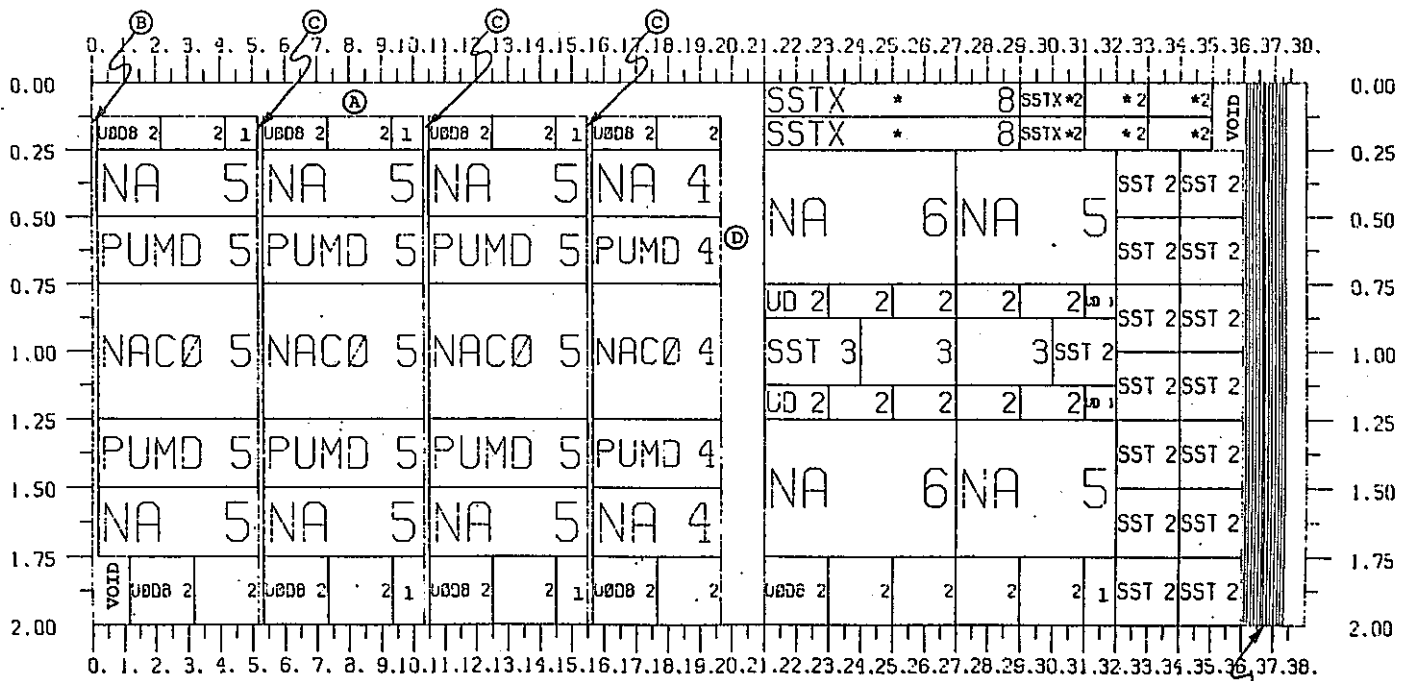 B C C C
0. 1. 2. 3. 4. 5. 6. 7. 8. 9.10.11.12.13.14.15.16.17.18.19.20.21.22.23.24.25.26.27.28.29.30.31.32.33.34.35.36.37.38.
0.00 A SSTX * 8 SSTX *2 * 2 *2 VOID 0.00
UØD8 2 2 1 UØD8 2 2 1 UØD8 2 2 1 UØD8 2 2 SSTX * 8 SSTX *2 * 2 *2
0.25 0.25
NA 5 NA 5 NA 5 NA 4 NA 6 NA 5 SST 2 SST 2
0.50 0.50
PUMD 5 PUMD 5 PUMD 5 PUMD 4 D SST 2 SST 2
0.75 0.75
UD 2 2 2 2 2 UD 1 SST 2 SST 2
1.00 NACØ 5 NACØ 5 NACØ 5 NACØ 4 SST 3 3 3 SST 2 1.00
UD 2 2 2 2 2 UD 1 SST 2 SST 2
1.25 1.25
PUMD 5 PUMD 5 PUMD 5 PUMD 4 SST 2 SST 2
1.50 NA 6 NA 5 1.50
NA 5 NA 5 NA 5 NA 4 SST 2 SST 2
1.75 1.75
VOID UØD8 2 2 UØD8 2 2 1 UØD8 2 2 1 UØD8 2 2 UØD8 2 2 2 2 2 1 SST 2 SST 2
2.00 2.00
0. 1. 2. 3. 4. 5. 6. 7. 8. 9.10.11.12.13.14.15.16.17.18.19.20.21.22.23.24.25.26.27.28.29.30.31.32.33.34.35.36.37.38.